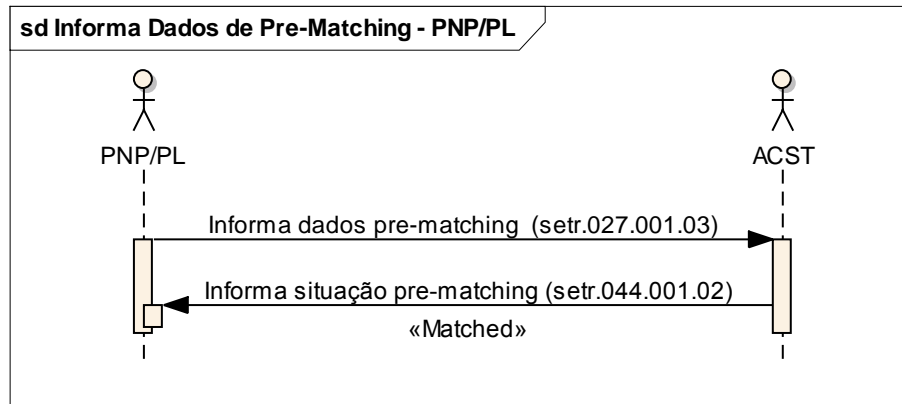 sd Informa Dados de Pre-Matching - PNP/PL
PNP/PL
ACST
Informa dados pre-matching (setr.027.001.03)
Informa situação pre-matching (setr.044.001.02)
«Matched»